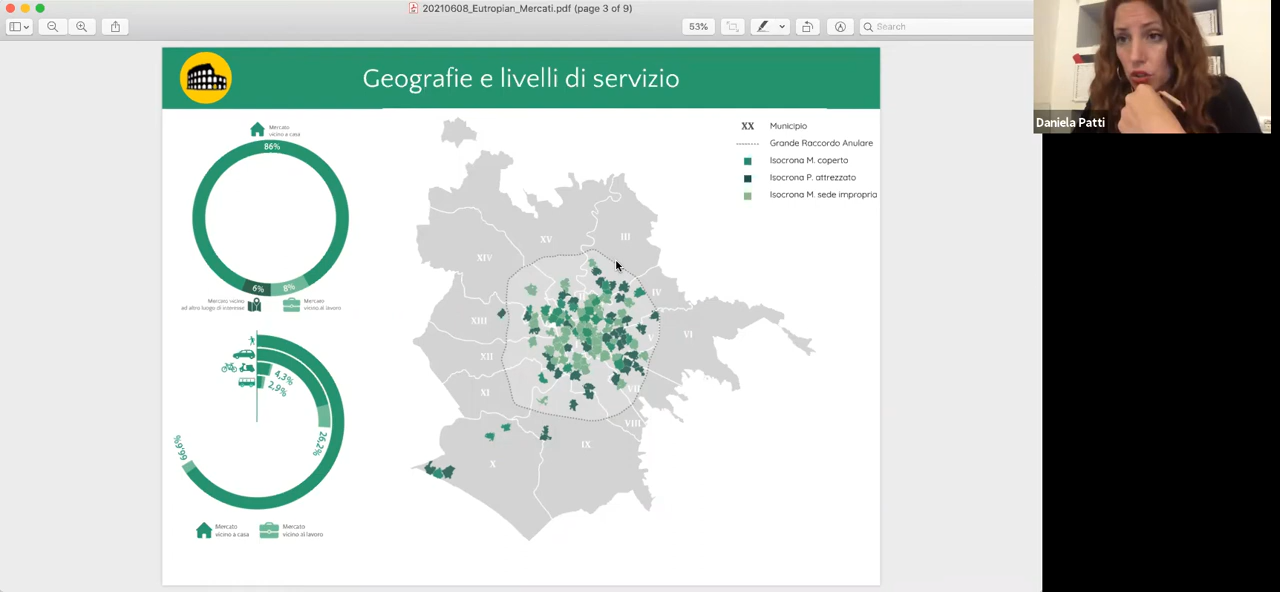 20210608_Eutropian_Mercati.pdf (page 3 of 9)
53%
Search
Daniela Patti
Geografie e livelli di servizio
Mercato
vicino a casa
86%
6%
8%
Mercato vicino
ad altro luogo di interesse
Mercato
vicino al lavoro
4,3%
2,9%
26,2%
66,6%
Mercato
vicino a casa
Mercato
vicino al lavoro
XX Municipio
Grande Raccordo Anulare
Isocrona M. coperto
Isocrona P. attrezzato
Isocrona M. sede impropria
XV
III
XIV
IV
XIII
VI
V
XII
I
XI
VII
VIII
IX
X